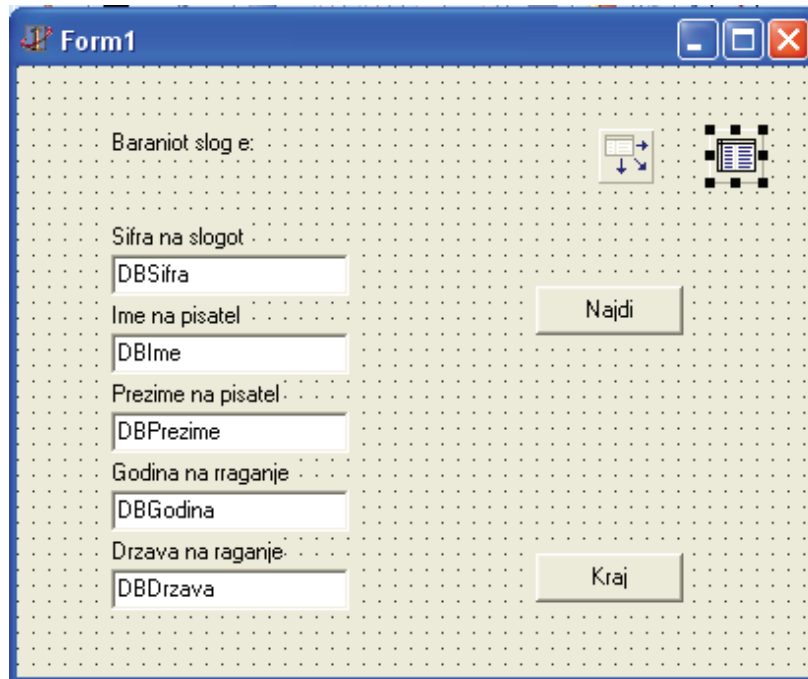 Form1
Baraniot slog e:
Sifra na slogot
DBSifra
Ime na pisatel
DBIme
Prezime na pisatel
DBPrezime
Godina na rraganje
DBGodina
Drzava na raganje
DBDrzava
Najdi
Kraj